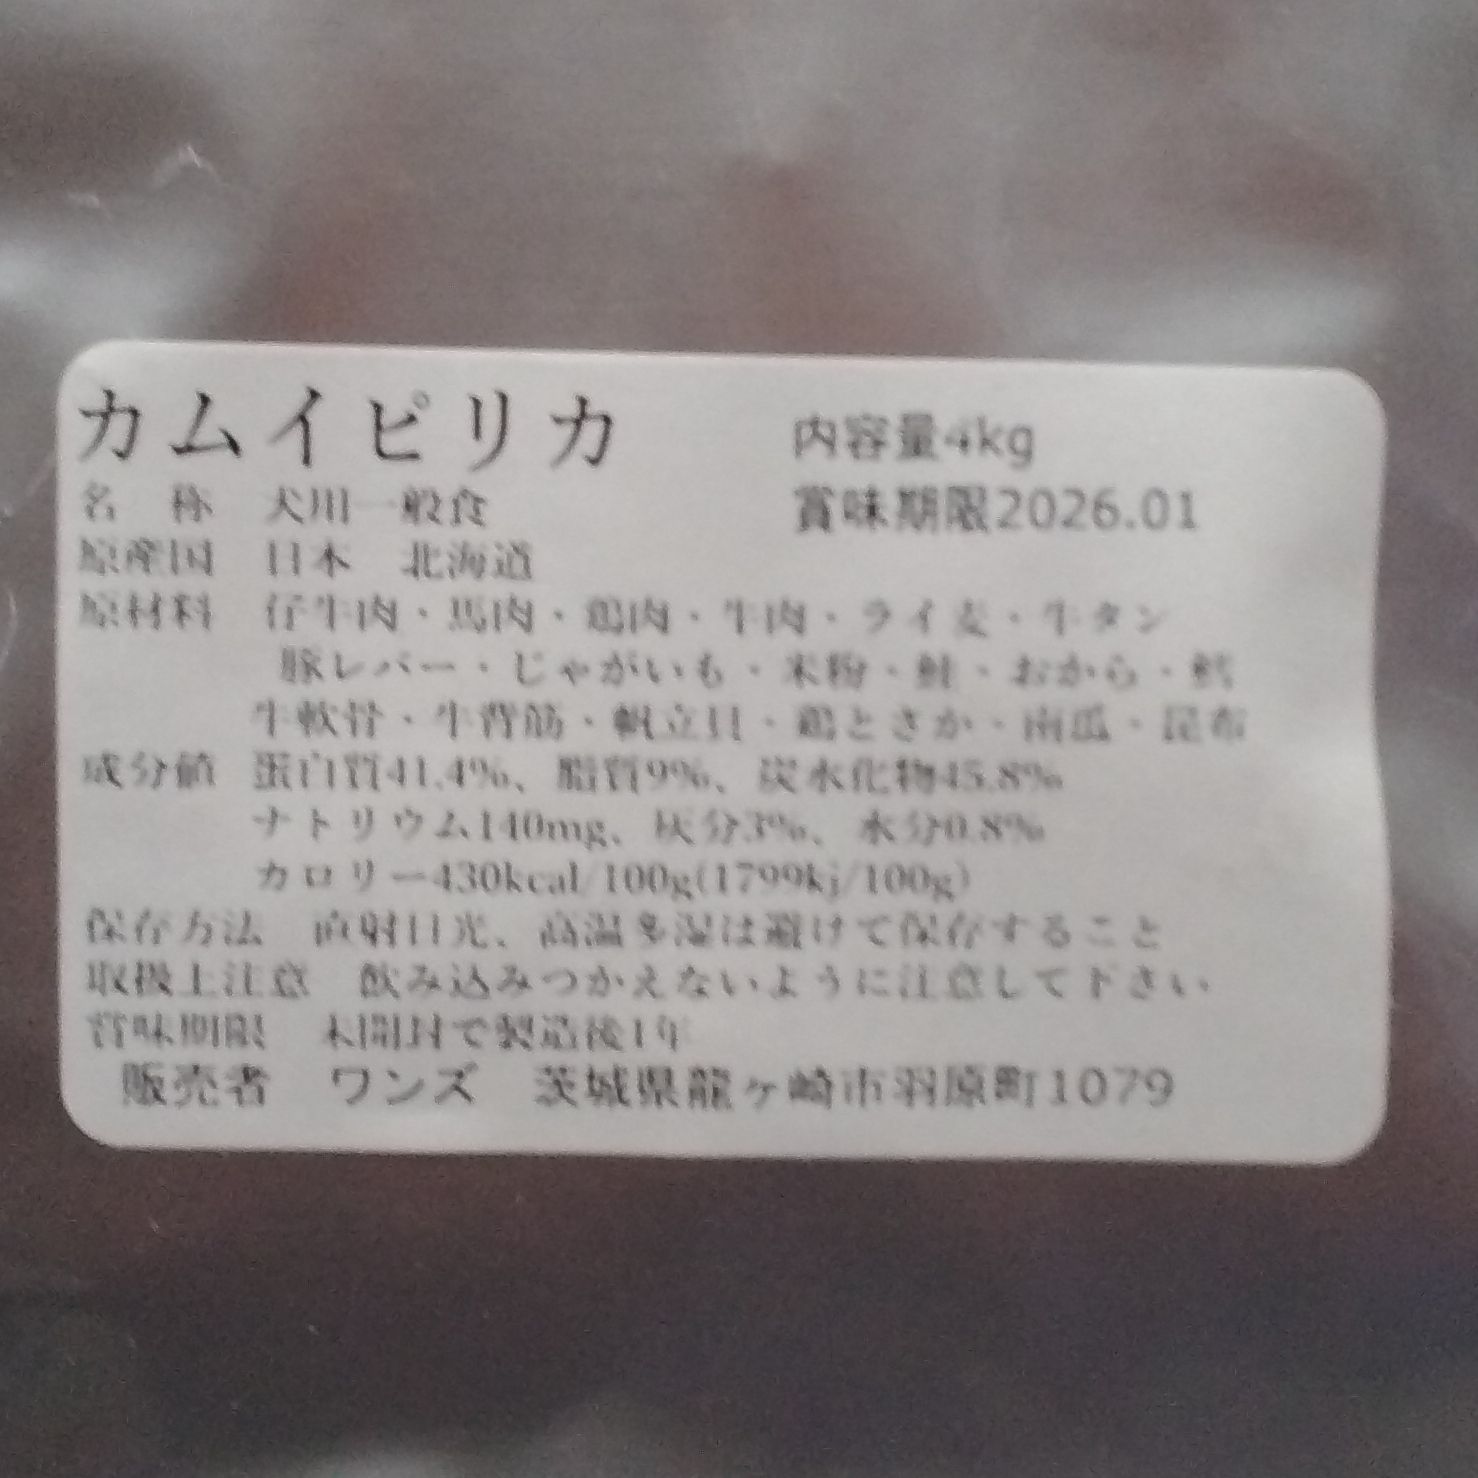 カムイピリカ 内容量4kg
名　称　犬用一般食 賞味期限2026.01
原産国　日本　北海道
原材料　仔牛肉・馬肉・鶏肉・牛肉・ライ麦・牛タン
豚レバー・じゃがいも・米粉・鮭・おから・鱈
牛軟骨・牛背筋・帆立貝・鶏とさか・南瓜・昆布
成分値　蛋白質41.4%、脂質9%、炭水化物45.8%
ナトリウム140mg、灰分3%、水分0.8%
カロリー430kcal/100g(1799kj/100g)
保存方法　直射日光、高温多湿は避けて保存すること
取扱上注意　飲み込みつかえないように注意して下さい
賞味期限　未開封で製造後1年
販売者　ワンズ　茨城県龍ヶ崎市羽原町1079